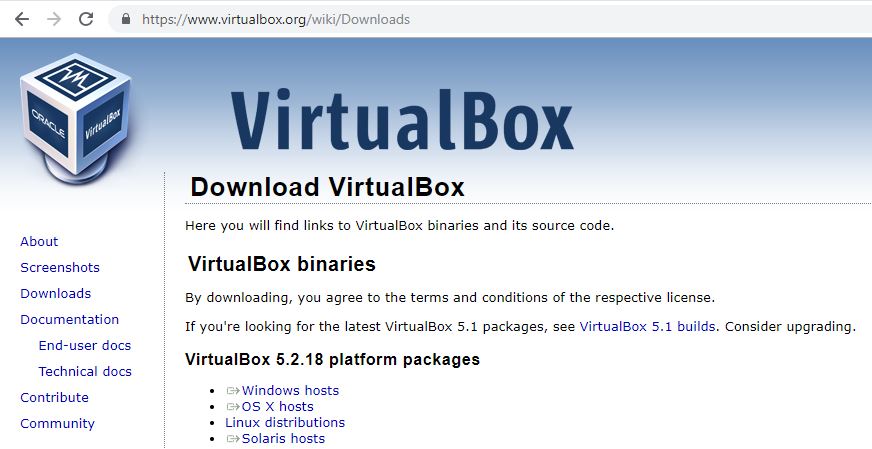 https://www.virtualbox.org/wiki/Downloads
ORACLE
VirtualBox
VirtualBox
Download VirtualBox
Here you will find links to VirtualBox binaries and its source code.
About
Screenshots
Downloads
Documentation
End-user docs
Technical docs
Contribute
Community
VirtualBox binaries
By downloading, you agree to the terms and conditions of the respective license.
If you're looking for the latest VirtualBox 5.1 packages, see VirtualBox 5.1 builds. Consider upgrading.
VirtualBox 5.2.18 platform packages
Windows hosts
OS X hosts
Linux distributions
Solaris hosts